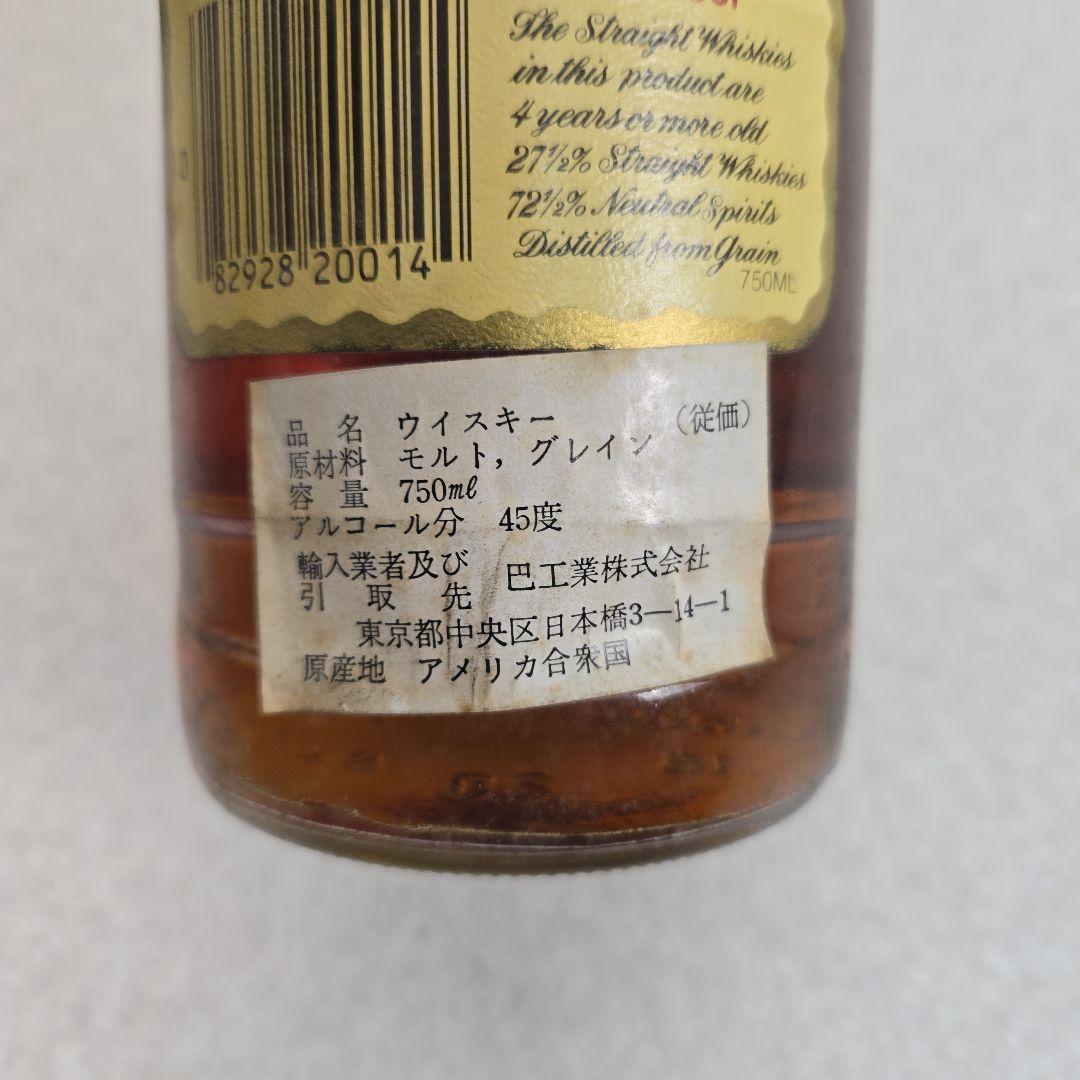 The Straight Whiskies
in this product are
4 years or more old
27½% Straight Whiskies
72½% Neutral Spirits
Distilled from Grain
750ML
0
82928 20014
品名 ウイスキー (従価)
原材料 モルト，グレイン
容量 750㎖
アルコール分 45度
輸入業者及び
引取先 巴工業株式会社
東京都中央区日本橋3—14—1
原産地 アメリカ合衆国